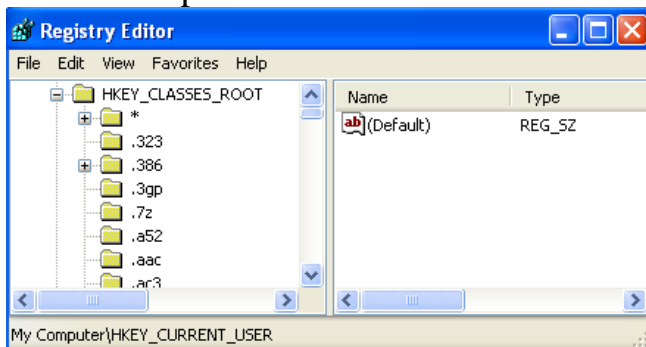 Registry Editor
File Edit View Favorites Help
HKEY_CLASSES_ROOT
*
.323
.386
.3gp
.7z
.a52
.aac
.ac3
Name Type
ab (Default) REG_SZ
My Computer\HKEY_CURRENT_USER